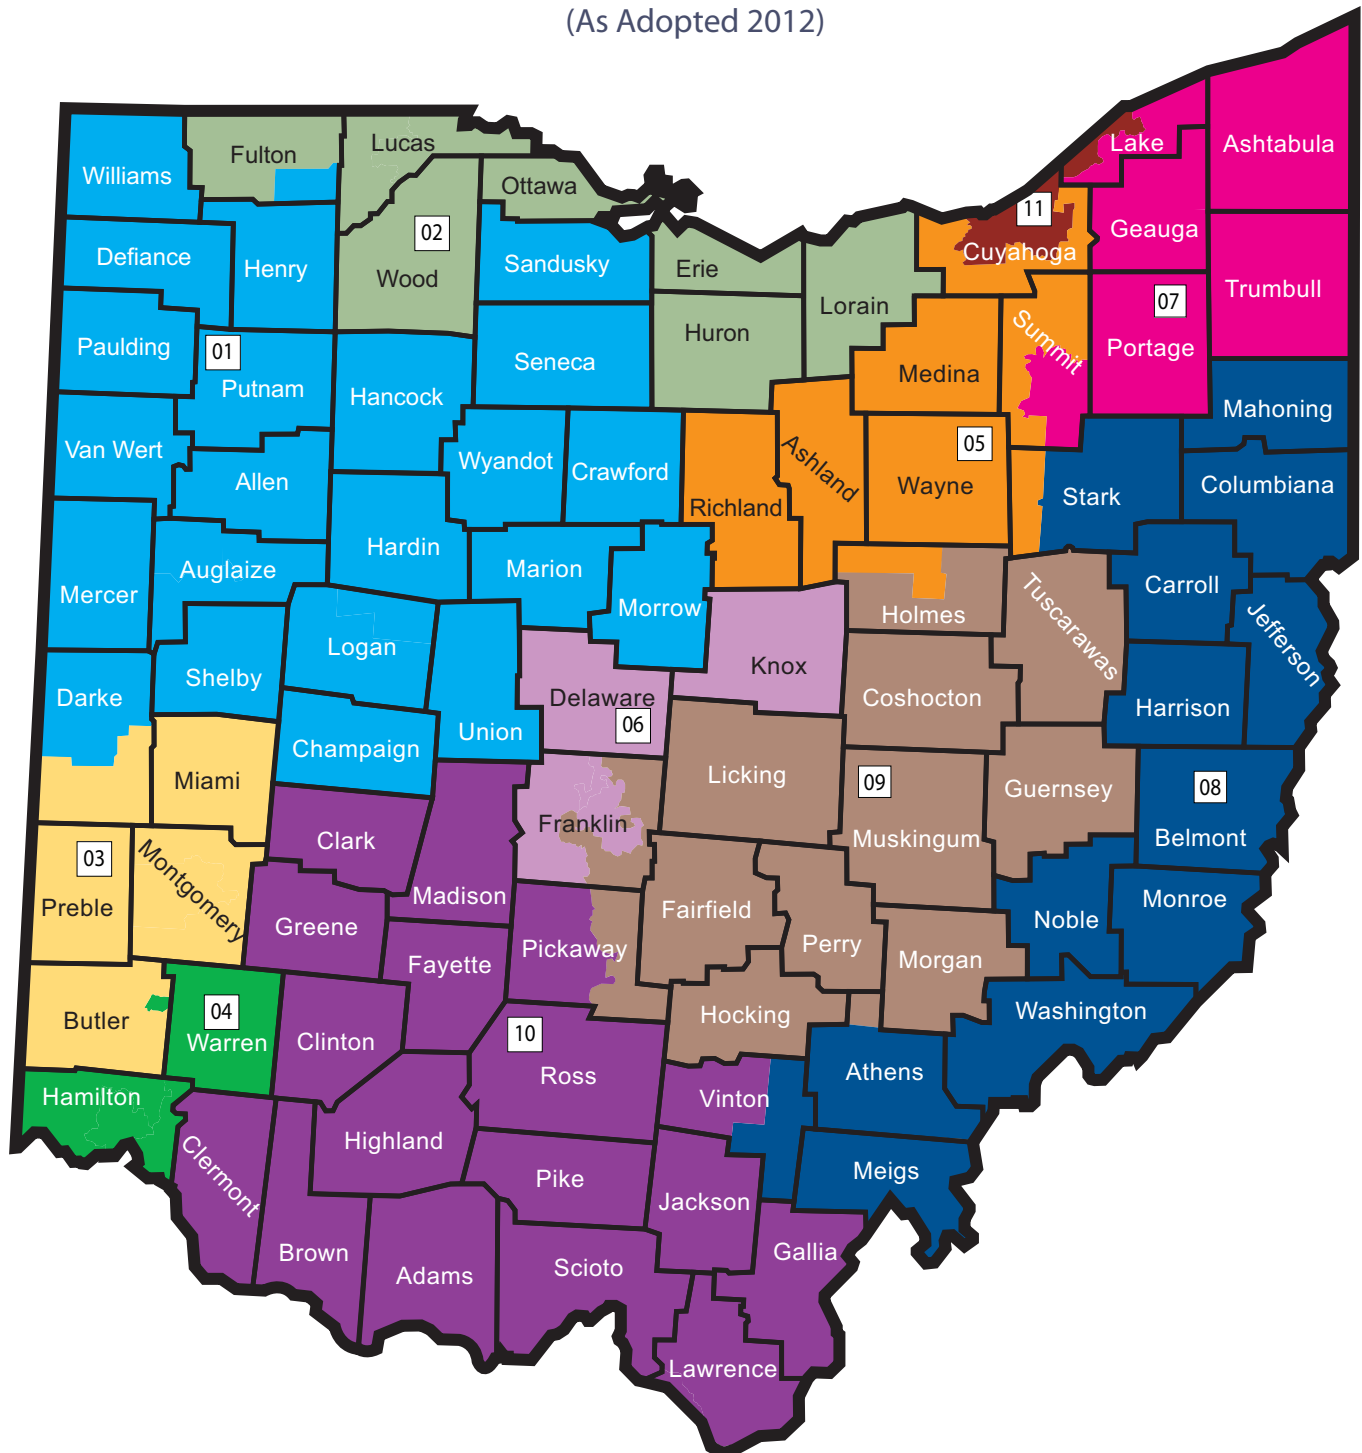 (As Adopted 2012)
Williams
Fulton
Lucas
Ottawa
Lake
Ashtabula
11
Cuyahoga
Geauga
02
Defiance
Henry
Wood
Sandusky
Erie
Lorain
07
Trumbull
Paulding
01
Putnam
Huron
Summit
Portage
Hancock
Seneca
Medina
Mahoning
Van Wert
Allen
Wyandot
Crawford
Richland
Ashland
05
Wayne
Stark
Columbiana
Mercer
Auglaize
Hardin
Marion
Morrow
Holmes
Tuscarawas
Carroll
Jefferson
Logan
Shelby
Darke
Knox
Delaware
06
Coshocton
Harrison
Union
Champaign
Miami
Licking
09
Guernsey
08
Belmont
Franklin
Muskingum
Clark
03
Preble
Montgomery
Madison
Fairfield
Perry
Noble
Monroe
Greene
Fayette
Pickaway
Morgan
Butler
04
Warren
Clinton
10
Ross
Hocking
Washington
Hamilton
Vinton
Athens
Clermont
Highland
Pike
Jackson
Meigs
Brown
Adams
Scioto
Gallia
Lawrence